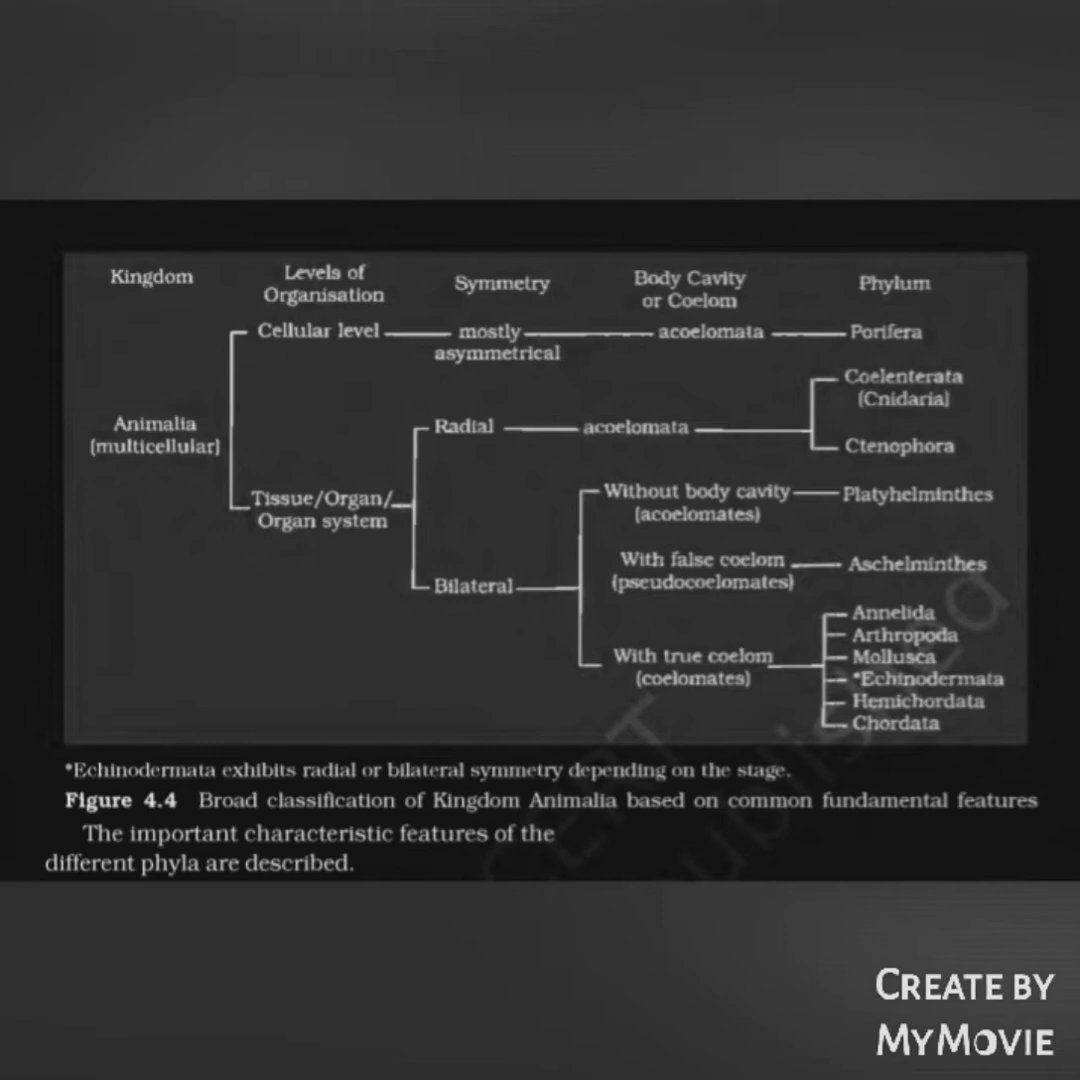 Kingdom
Levels of
Organisation
Symmetry
Body Cavity
or Coelom
Phylum
Cellular level
mostly
asymmetrical
acoelomata
Porifera
Animalia
(multicellular)
Radial
acoelomata
Coelenterata
(Cnidaria)
Ctenophora
Tissue/Organ/
Organ system
Bilateral
Without body cavity
(acoelomates)
Platyhelminthes
With false coelom
(pseudocoelomates)
Aschelminthes
With true coelom
(coelomates)
Annelida
Arthropoda
Mollusca
*Echinodermata
Hemichordata
Chordata
*Echinodermata exhibits radial or bilateral symmetry depending on the stage.
Figure 4.4 Broad classification of Kingdom Animalia based on common fundamental features
The important characteristic features of the
different phyla are described.
CREATE BY
MYMOVIE